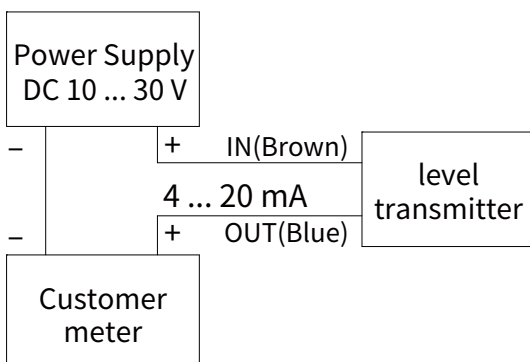 Power Supply
DC 10 ... 30 V
− + IN(Brown)
level
transmitter
4 ... 20 mA
− + OUT(Blue)
Customer
meter